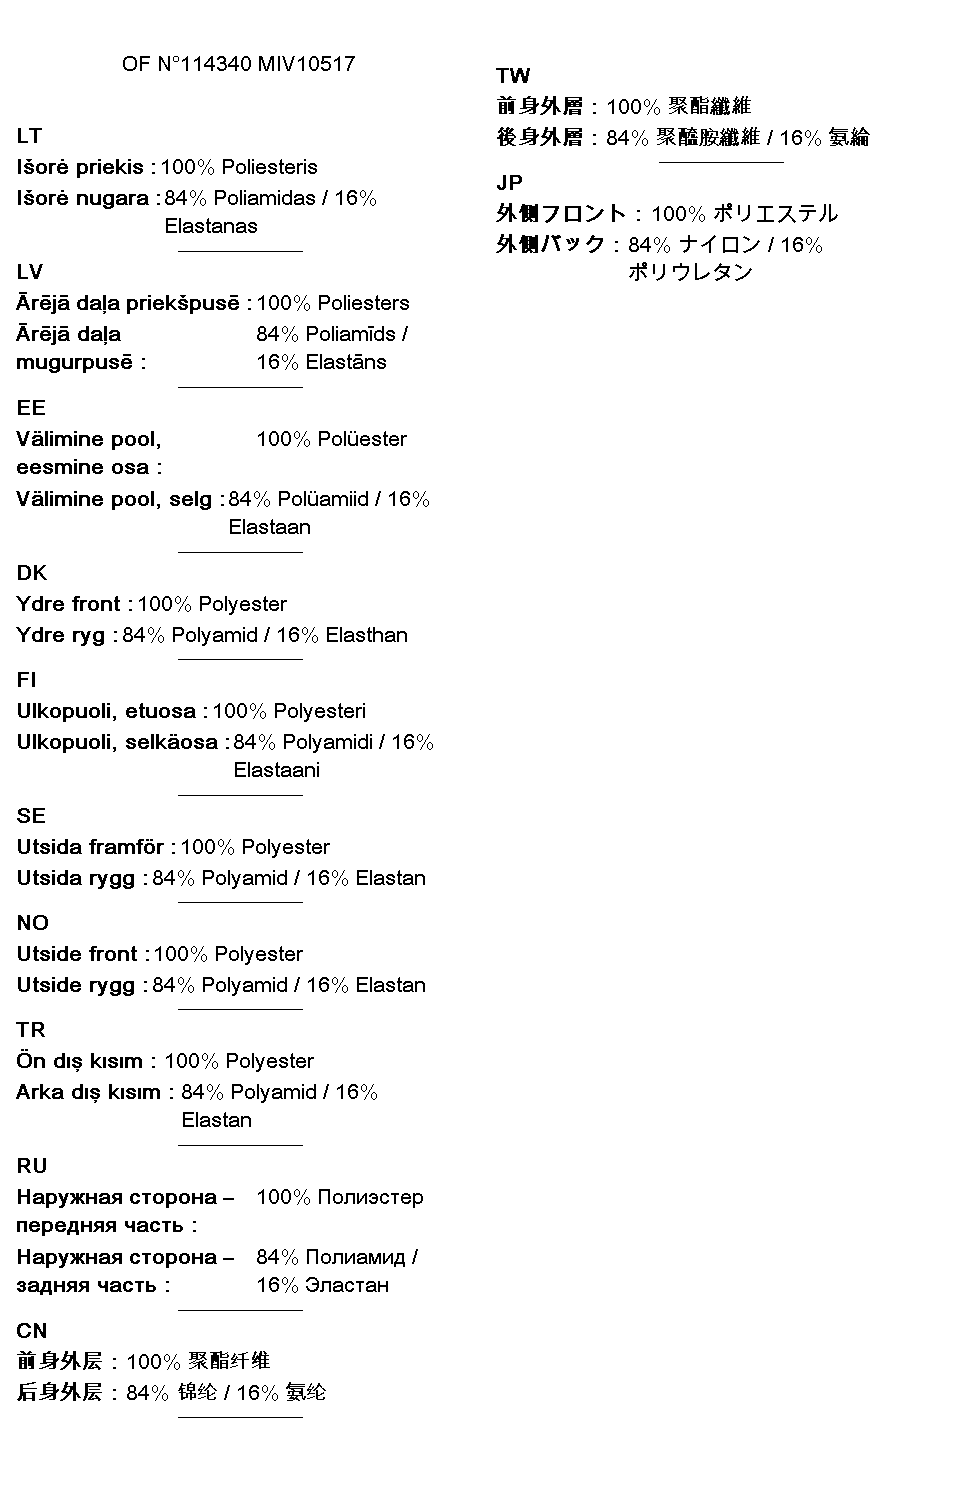 OF N°114340 MIV10517
LT
Išorė priekis : 100% Poliesteris
Išorė nugara : 84% Poliamidas / 16%
Elastanas
LV
Ārējā daļa priekšpusē : 100% Poliesters
Ārējā daļa 84% Poliamīds /
mugurpusē : 16% Elastāns
EE
Välimine pool, 100% Polüester
eesmine osa :
Välimine pool, selg : 84% Polüamiid / 16%
Elastaan
DK
Ydre front : 100% Polyester
Ydre ryg : 84% Polyamid / 16% Elasthan
FI
Ulkopuoli, etuosa : 100% Polyesteri
Ulkopuoli, selkäosa : 84% Polyamidi / 16%
Elastaani
SE
Utsida framför : 100% Polyester
Utsida rygg : 84% Polyamid / 16% Elastan
NO
Utside front : 100% Polyester
Utside rygg : 84% Polyamid / 16% Elastan
TR
Ön dış kısım : 100% Polyester
Arka dış kısım : 84% Polyamid / 16%
Elastan
RU
Наружная сторона – 100% Полиэстер
передняя часть :
Наружная сторона – 84% Полиамид /
задняя часть : 16% Эластан
CN
前身外层 : 100% 聚酯纤维
后身外层 : 84% 锦纶 / 16% 氨纶
TW
前身外層 : 100% 聚酯纖維
後身外層 : 84% 聚醯胺纖維 / 16% 氨綸
JP
外側フロント : 100% ポリエステル
外側バック : 84% ナイロン / 16%
ポリウレタン